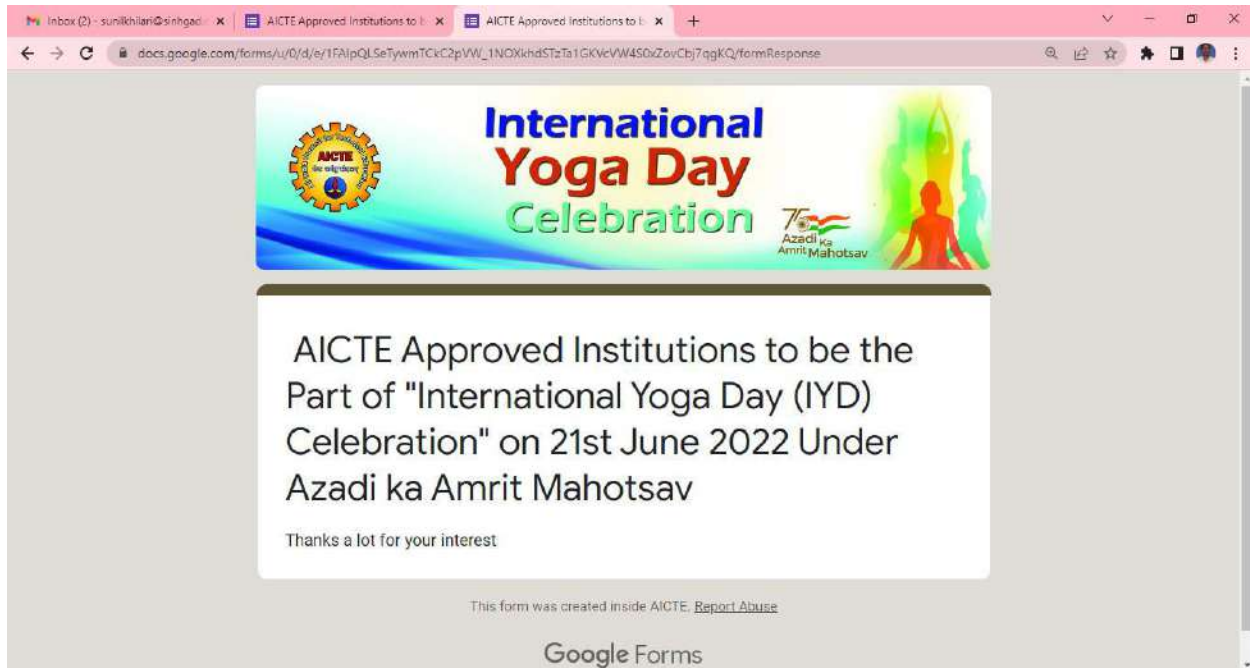 Inbox (2) - sunilkhilari@sinhgad.
AICTE Approved Institutions to b
AICTE Approved Institutions to b
docs.google.com/forms/u/0/d/e/
/formResponse
AICTE
International
Yoga Day
Celebration
75
Azadi Ka
Amrit Mahotsav
AICTE Approved Institutions to be the
Part of "International Yoga Day (IYD)
Celebration" on 21st June 2022 Under
Azadi ka Amrit Mahotsav
Thanks a lot for your interest
This form was created inside AICTE. Report Abuse
Google Forms